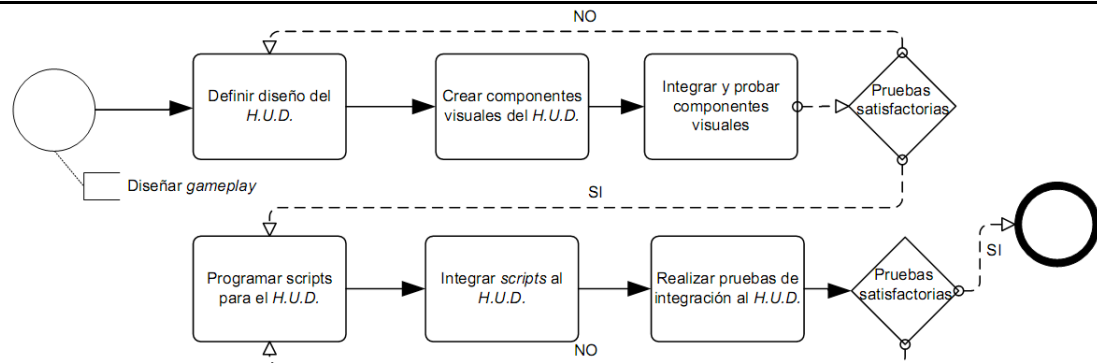 NO
Definir diseño del
H.U.D.
Crear componentes
visuales del H.U.D.
Integrar y probar
componentes
visuales
Pruebas
satisfactorias
Diseñar gameplay
SI
Programar scripts
para el H.U.D.
Integrar scripts al
H.U.D.
Realizar pruebas de
integración al H.U.D.
Pruebas
satisfactorias
SI
NO